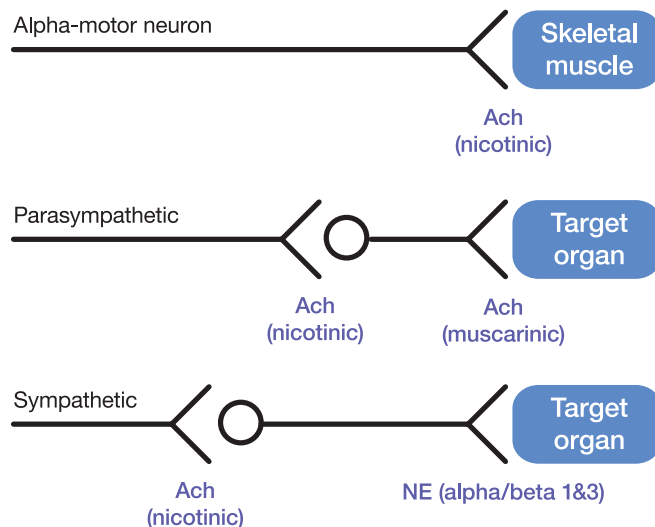 Alpha-motor neuron
Skeletal
muscle
Ach
(nicotinic)
Parasympathetic
Target
organ
Ach
(nicotinic)
Ach
(muscarinic)
Sympathetic
Target
organ
Ach
(nicotinic)
NE (alpha/beta 1&3)